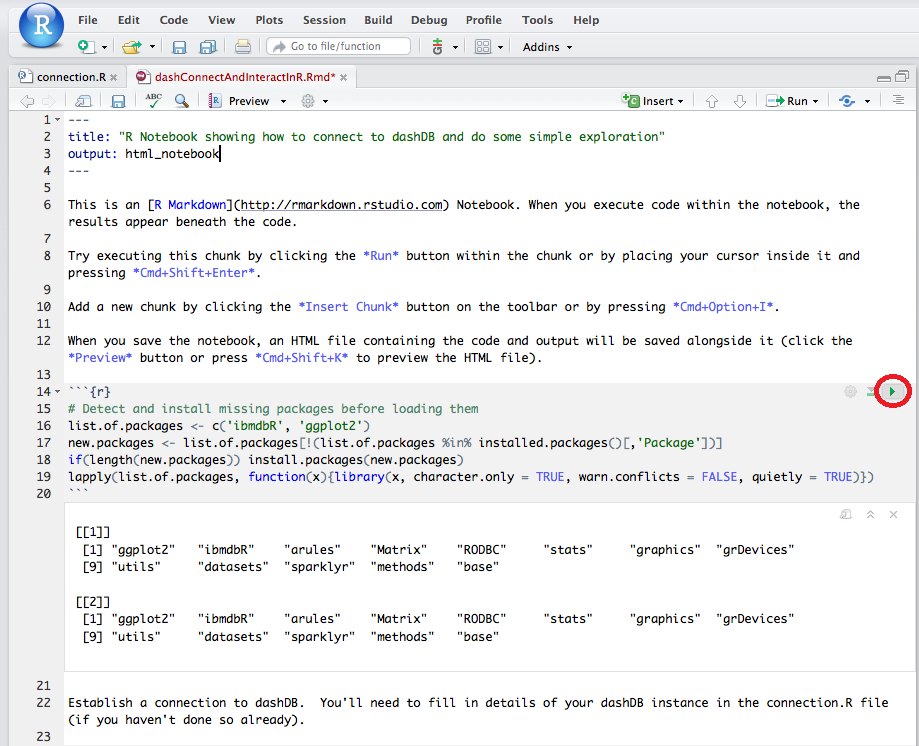 R
File Edit Code View Plots Session Build Debug Profile Tools Help
Go to file/function Addins
connection.R dashConnectAndInteractInR.Rmd*
ABC Preview Insert Run
1 ---
2 title: "R Notebook showing how to connect to dashDB and do some simple exploration"
3 output: html_notebook
4 ---
5
6 This is an [R Markdown](http://rmarkdown.rstudio.com) Notebook. When you execute code within the notebook, the
results appear beneath the code.
7
8 Try executing this chunk by clicking the *Run* button within the chunk or by placing your cursor inside it and
pressing *Cmd+Shift+Enter*.
9
10 Add a new chunk by clicking the *Insert Chunk* button on the toolbar or by pressing *Cmd+Option+I*.
11
12 When you save the notebook, an HTML file containing the code and output will be saved alongside it (click the
*Preview* button or press *Cmd+Shift+K* to preview the HTML file).
13
14 ```{r}
15 # Detect and install missing packages before loading them
16 list.of.packages <- c('ibmdbR', 'ggplot2')
17 new.packages <- list.of.packages[!(list.of.packages %in% installed.packages()[,'Package'])]
18 if(length(new.packages)) install.packages(new.packages)
19 lapply(list.of.packages, function(x){library(x, character.only = TRUE, warn.conflicts = FALSE, quietly = TRUE)})
20 ```
[[1]]
[1] "ggplot2" "ibmdbR" "arules" "Matrix" "RODBC" "stats" "graphics" "grDevices"
[9] "utils" "datasets" "sparklyr" "methods" "base"
[[2]]
[1] "ggplot2" "ibmdbR" "arules" "Matrix" "RODBC" "stats" "graphics" "grDevices"
[9] "utils" "datasets" "sparklyr" "methods" "base"
21
22 Establish a connection to dashDB.  You'll need to fill in details of your dashDB instance in the connection.R file
(if you haven't done so already).
23